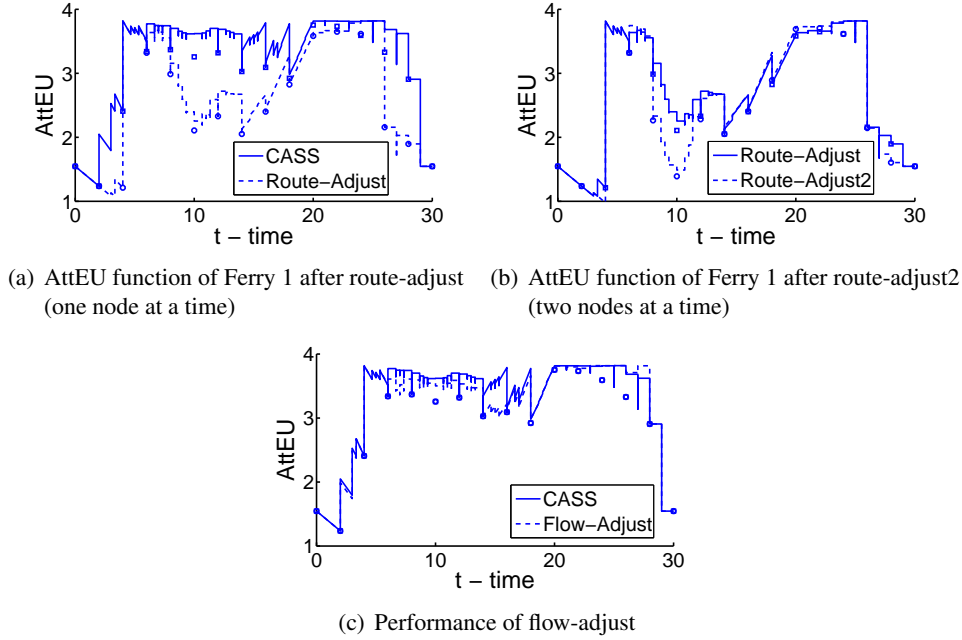 4
3
2
1
AttEU
0
10
20
30
t − time
CASS
Route−Adjust
(a) AttEU function of Ferry 1 after route-adjust
(one node at a time)
4
3
2
1
AttEU
0
10
20
30
t − time
Route−Adjust
Route−Adjust2
(b) AttEU function of Ferry 1 after route-adjust2
(two nodes at a time)
4
3
2
1
AttEU
0
10
20
30
t − time
CASS
Flow−Adjust
(c) Performance of flow-adjust